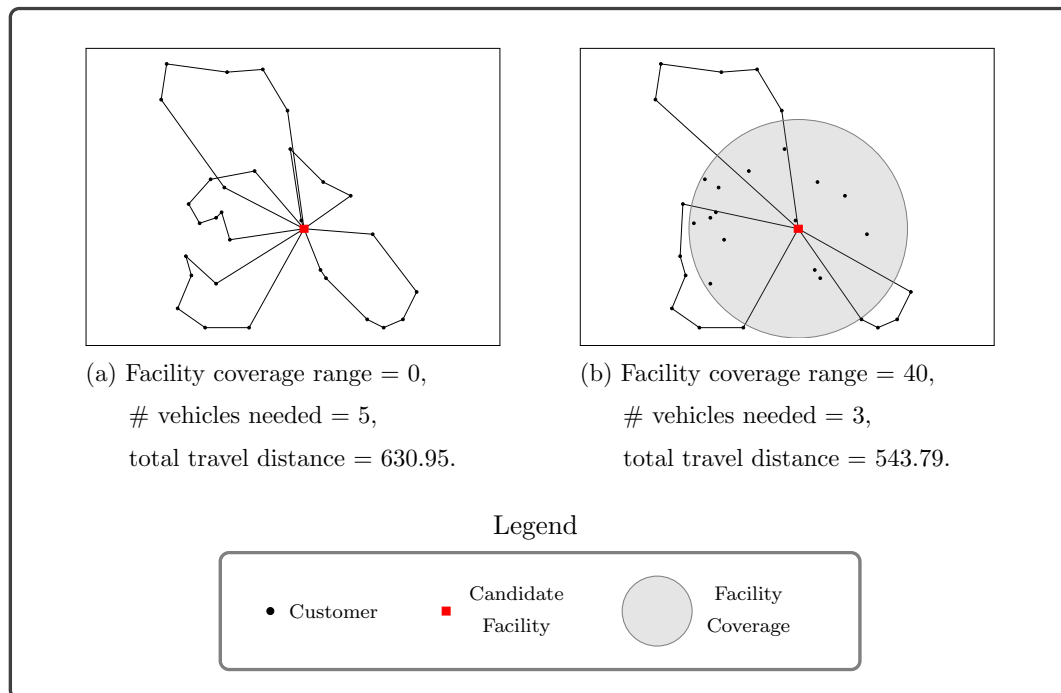 (a) Facility coverage range = 0,
# vehicles needed = 5,
total travel distance = 630.95.
(b) Facility coverage range = 40,
# vehicles needed = 3,
total travel distance = 543.79.
Legend
Customer
Candidate
Facility
Facility
Coverage